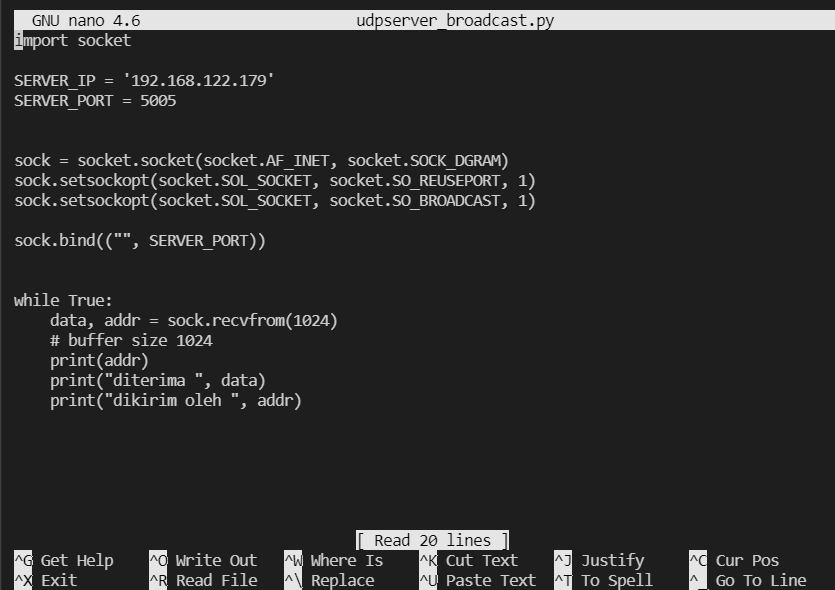 GNU nano 4.6 udpserver_broadcast.py
import socket
SERVER_IP = '192.168.122.179'
SERVER_PORT = 5005
sock = socket.socket(socket.AF_INET, socket.SOCK_DGRAM)
sock.setsockopt(socket.SOL_SOCKET, socket.SO_REUSEPORT, 1)
sock.setsockopt(socket.SOL_SOCKET, socket.SO_BROADCAST, 1)
sock.bind(("", SERVER_PORT))
while True:
    data, addr = sock.recvfrom(1024)
    # buffer size 1024
    print(addr)
    print("diterima ", data)
    print("dikirim oleh ", addr)
[ Read 20 lines ]
^G Get Help ^O Write Out ^W Where Is ^K Cut Text ^J Justify ^C Cur Pos
^X Exit ^R Read File ^\ Replace ^U Paste Text ^T To Spell ^_ Go To Line